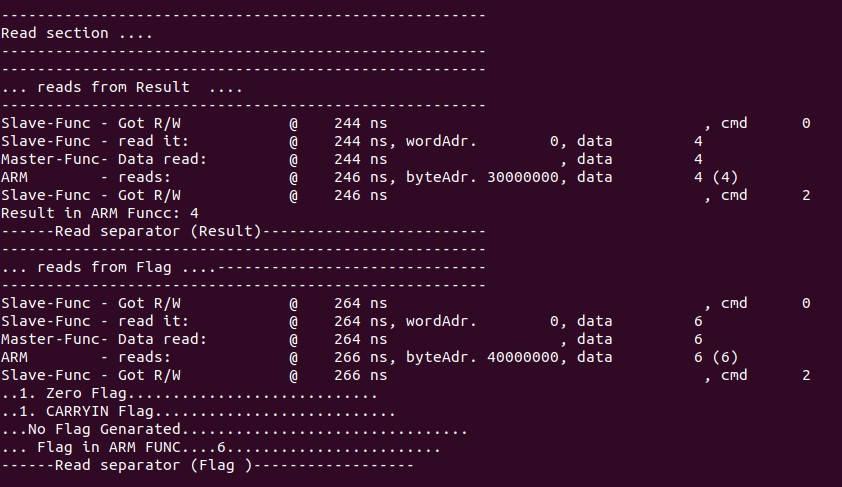 ------------------------------------------------------
Read section ....
------------------------------------------------------
------------------------------------------------------
... reads from Result  ....
------------------------------------------------------
Slave-Func - Got R/W            @    244 ns                                   , cmd      0
Slave-Func - read it:           @    244 ns, wordAdr.        0, data         4
Master-Func- Data read:         @    244 ns                   , data         4
ARM        - reads:             @    246 ns, byteAdr. 30000000, data         4 (4)
Slave-Func - Got R/W            @    246 ns                                   , cmd      2
Result in ARM Funcc: 4
------Read separator (Result)-------------------------
------------------------------------------------------
... reads from Flag ....------------------------------
------------------------------------------------------
Slave-Func - Got R/W            @    264 ns                                   , cmd      0
Slave-Func - read it:           @    264 ns, wordAdr.        0, data         6
Master-Func- Data read:         @    264 ns                   , data         6
ARM        - reads:             @    266 ns, byteAdr. 40000000, data         6 (6)
Slave-Func - Got R/W            @    266 ns                                   , cmd      2
..1. Zero Flag............................
..1. CARRYIN Flag...........................
...No Flag Genarated................................
... Flag in ARM FUNC....6........................
------Read separator (Flag )------------------